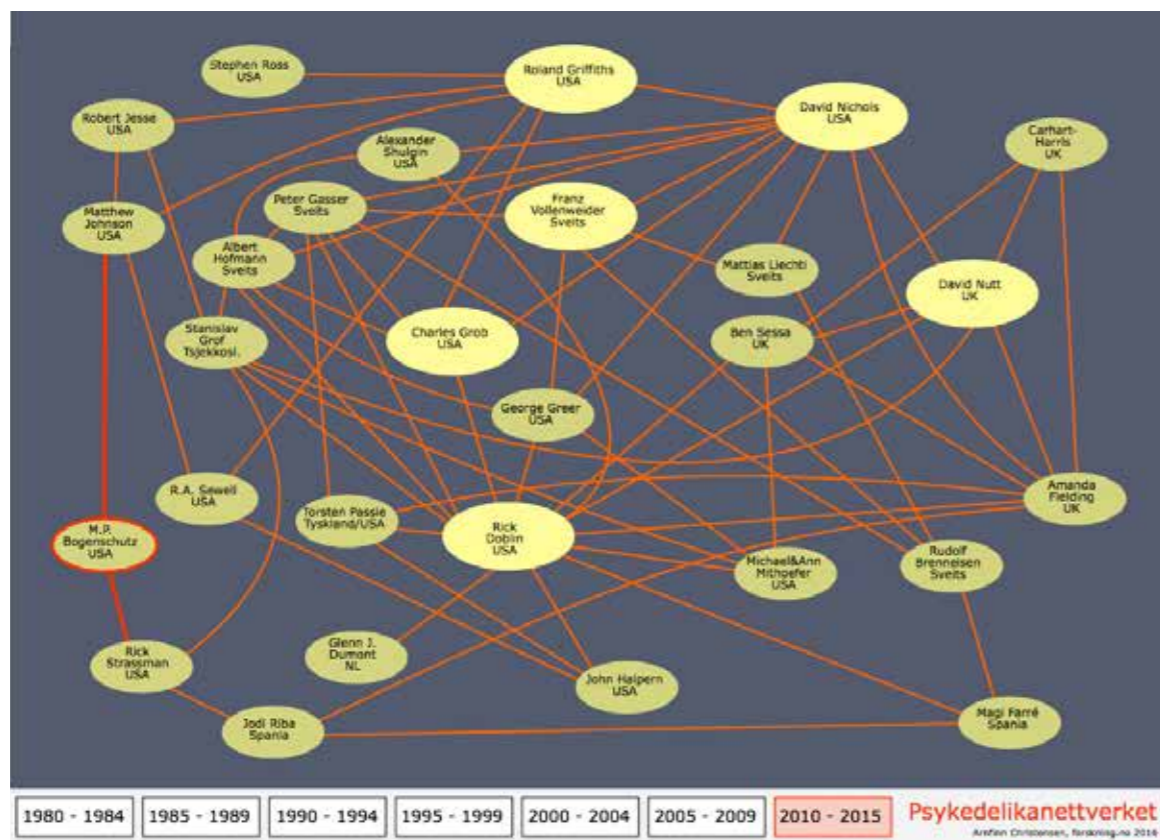 Stephen Ross
USA
Roland Griffiths
USA
David Nichols
USA
Robert Jesse
USA
Alexander
Shulgin
USA
Carhart-
Harris
UK
Peter Gasser
Sveits
Franz
Vollenweider
Sveits
Matthew
Johnson
USA
Albert
Hofmann
Sveits
Mattias Liechti
Sveits
David Nutt
UK
Stanislav
Grof
Tsjekkosl.
Charles Grob
USA
Ben Sessa
UK
George Greer
USA
R.A. Sewell
USA
Torsten Passie
Tyskland/USA
Rick
Doblin
USA
Amanda
Fielding
UK
M.P.
Bogenschutz
USA
Michael&Ann
Mithoefer
USA
Rudolf
Brenneisen
Sveits
Rick
Strassman
USA
Glenn J.
Dumont
NL
John Halpern
USA
Jodi Riba
Spania
Magi Farré
Spania
1980 - 1984
1985 - 1989
1990 - 1994
1995 - 1999
2000 - 2004
2005 - 2009
2010 - 2015
Psykedelikanettverket
Arnfinn Christensen, forskning.no 2016